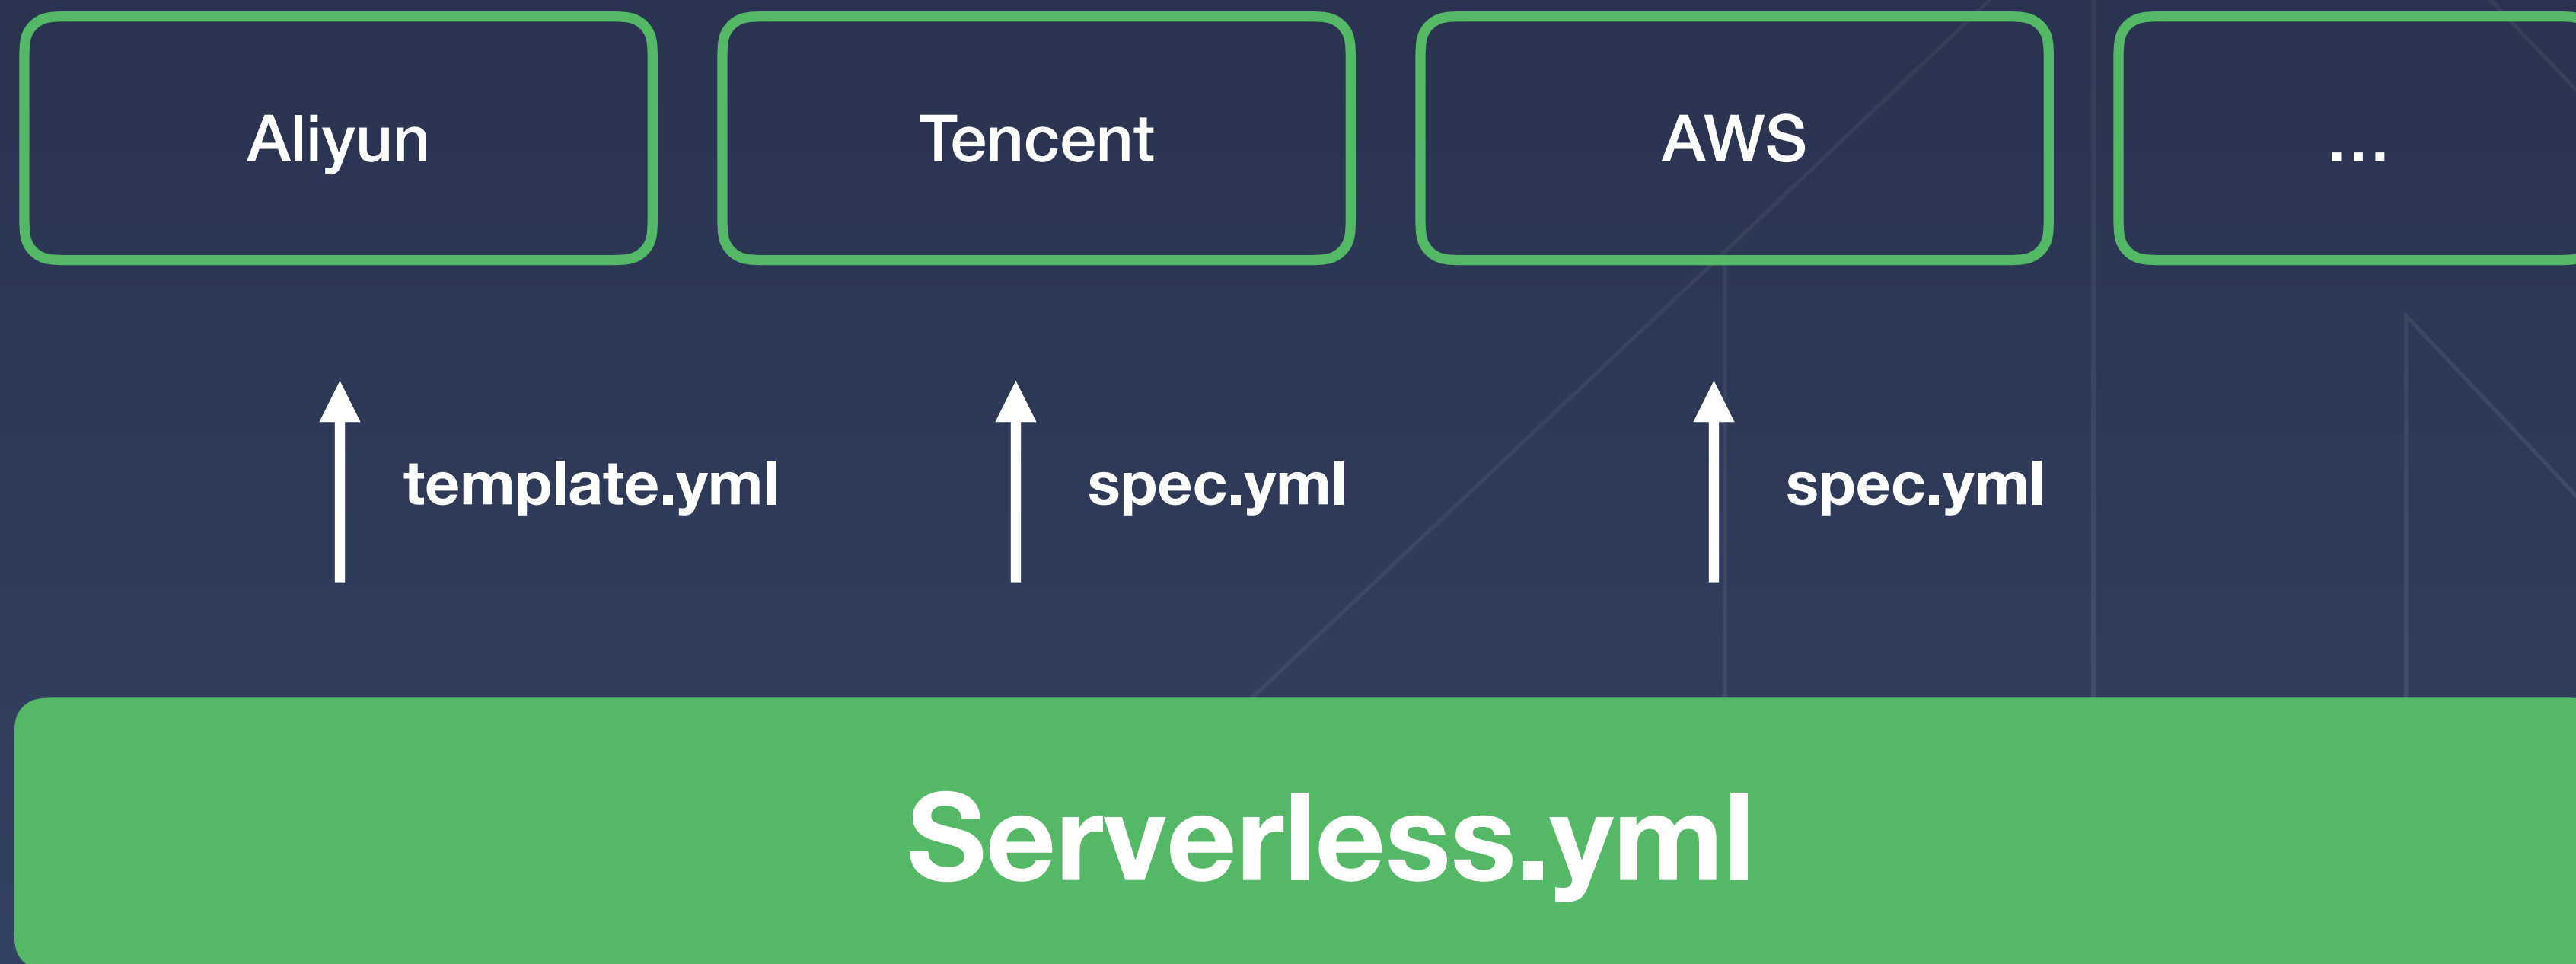 Aliyun
Tencent
AWS
...
template.yml
spec.yml
spec.yml
Serverless.yml